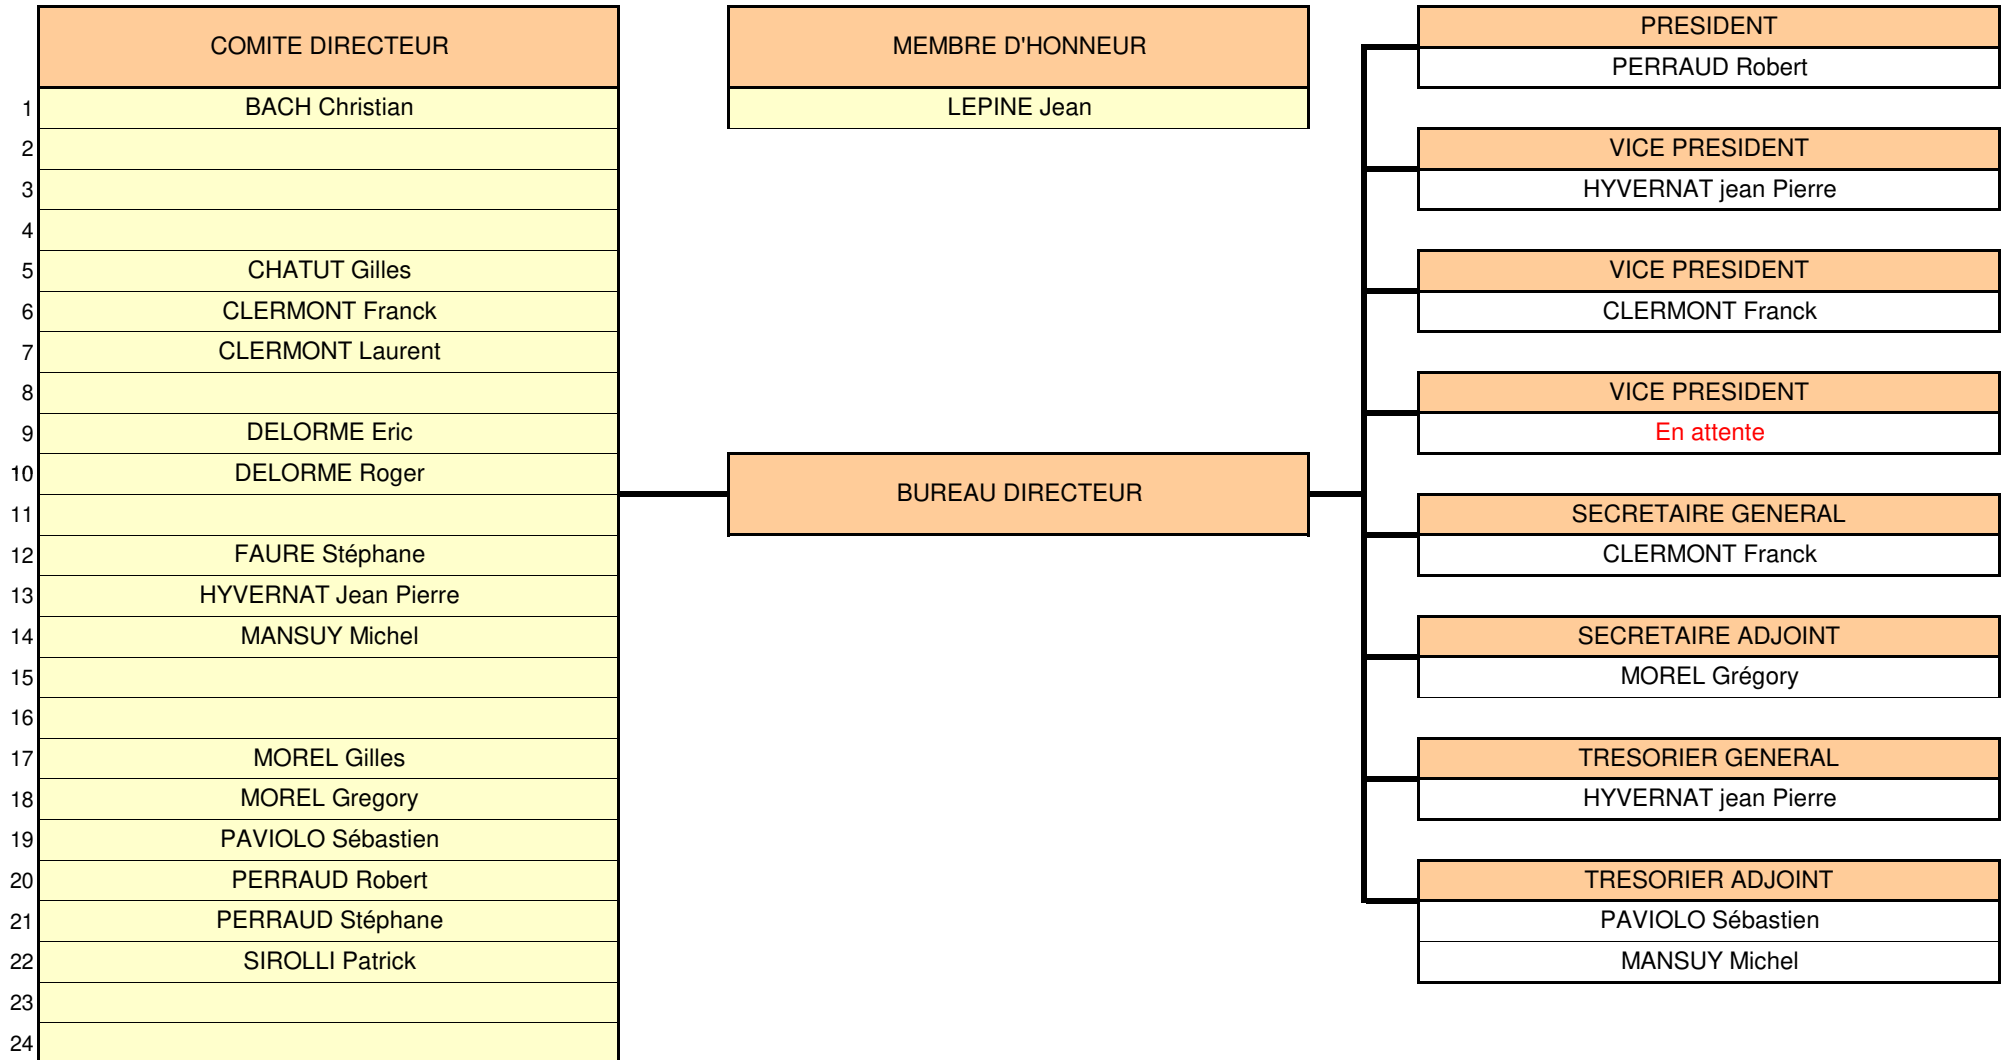 COMITE DIRECTEUR
1 BACH Christian
2
3
4
5 CHATUT Gilles
6 CLERMONT Franck
7 CLERMONT Laurent
8
9 DELORME Eric
10 DELORME Roger
11
12 FAURE Stéphane
13 HYVERNAT Jean Pierre
14 MANSUY Michel
15
16
17 MOREL Gilles
18 MOREL Gregory
19 PAVIOLO Sébastien
20 PERRAUD Robert
21 PERRAUD Stéphane
22 SIROLLI Patrick
23
24
MEMBRE D'HONNEUR
LEPINE Jean
BUREAU DIRECTEUR
PRESIDENT
PERRAUD Robert
VICE PRESIDENT
HYVERNAT jean Pierre
VICE PRESIDENT
CLERMONT Franck
VICE PRESIDENT
En attente
SECRETAIRE GENERAL
CLERMONT Franck
SECRETAIRE ADJOINT
MOREL Grégory
TRESORIER GENERAL
HYVERNAT jean Pierre
TRESORIER ADJOINT
PAVIOLO Sébastien
MANSUY Michel